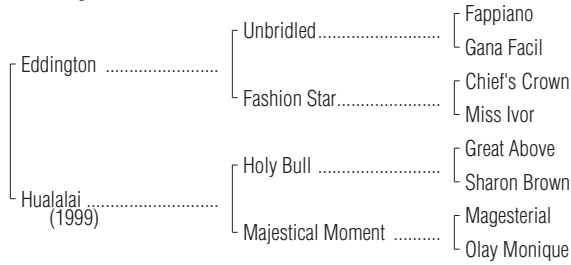 Fappiano
Unbridled........................................
Gana Facil
Eddington ..........................
Chief's Crown
Fashion Star..................................
Miss Ivor
Great Above
Holy Bull ........................................
Sharon Brown
Hualalai ..............................
(1999)
Magesterial
Majestical Moment ..........
Olay Monique